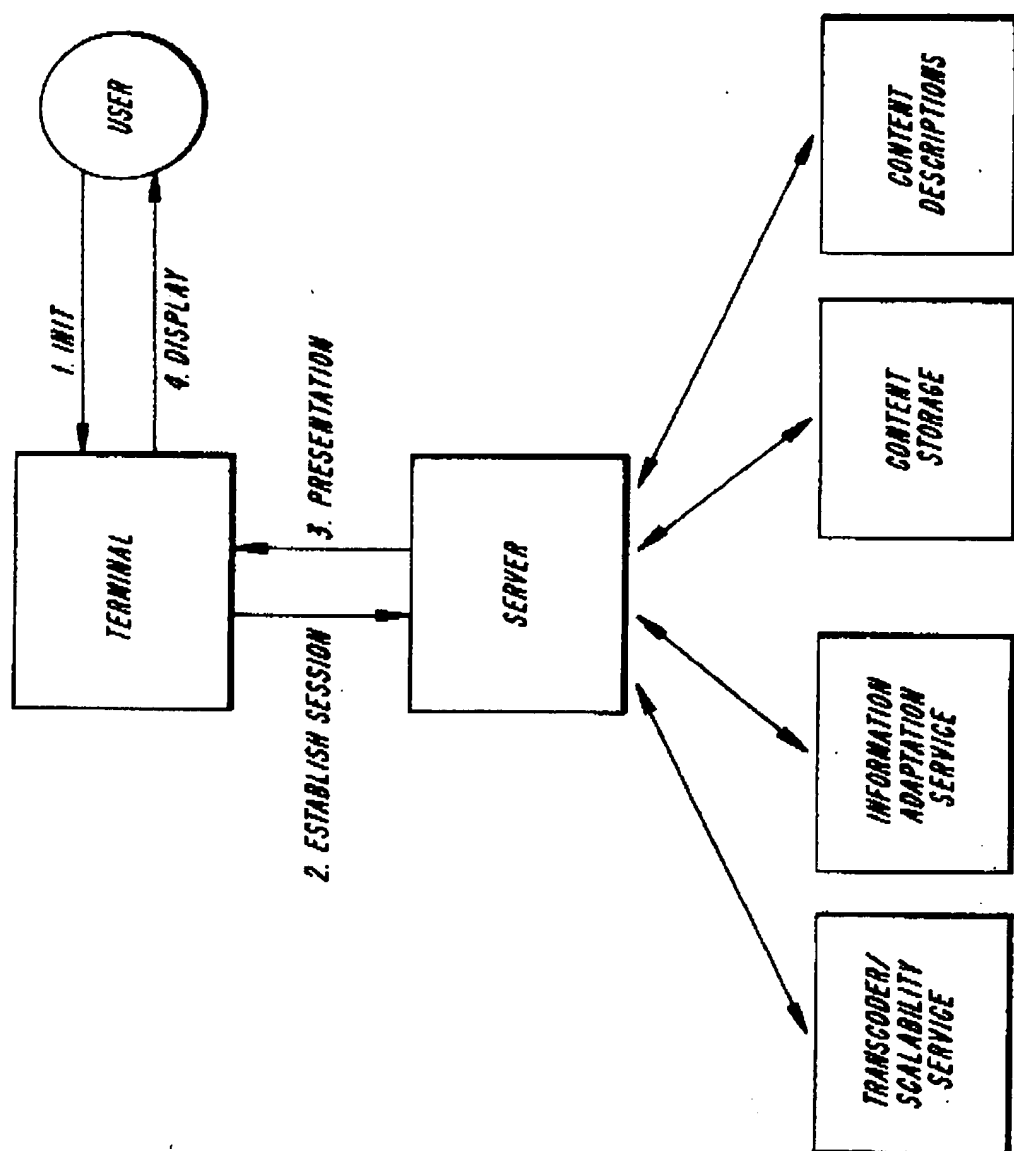 USER
1. INIT
4. DISPLAY
TERMINAL
3. PRESENTATION
2. ESTABLISH SESSION
SERVER
CONTENT
DESCRIPTIONS
CONTENT
STORAGE
INFORMATION
ADAPTATION
SERVICE
TRANSCODER/
SCALABILITY
SERVICE